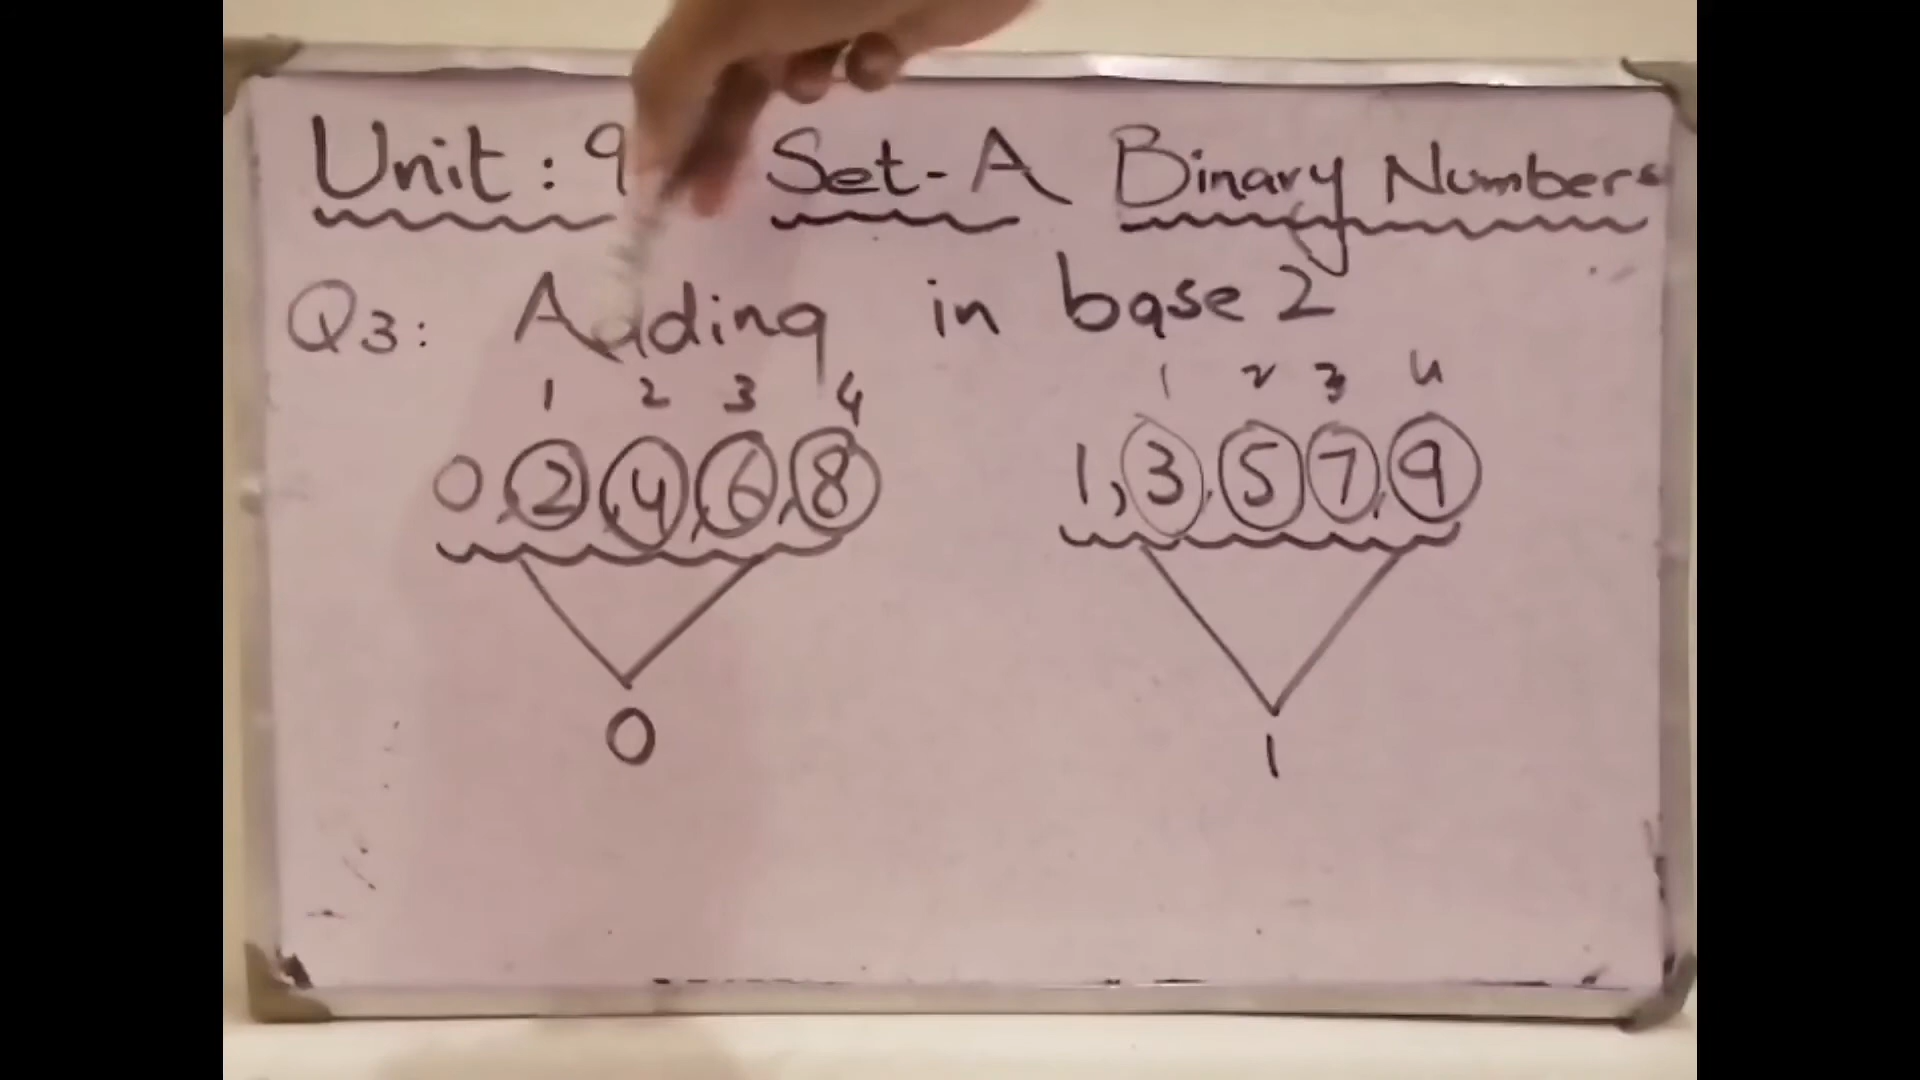 Unit: 9 Set-A Binary Numbers
Q3: Adding in base 2
1 2 3 4 1 2 3 4
0,2,4,6,8 1,3,5,7,9
0 1